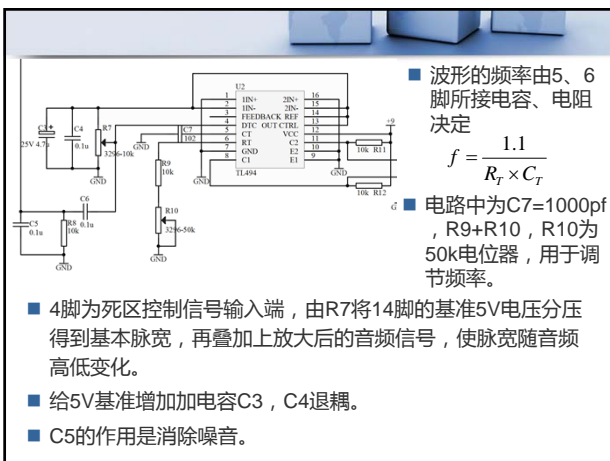 U2
1 1IN+ 2IN+ 16
2 1IN- 2IN- 15
3 FEEDBACK REF 14
4 DTC OUT CTRL 13
5 CT VCC 12
6 RT C2 11
7 GND E2 10
8 C1 E1 9
TL494
+9
25V 4.7u
C4
0.1u
R7
3296-10k
GND
C7
102
R9
10k
GND
GND
10k R11
10k R12
C6
0.1u
C5
0.1u
R8
10k
GND
R10
3296-50k
GND
波形的频率由5、6
脚所接电容、电阻
决定
f = 1.1 / (R_T × C_T)
电路中为C7=1000pf
，R9+R10，R10为
50k电位器，用于调
节频率。
4脚为死区控制信号输入端，由R7将14脚的基准5V电压分压
得到基本脉宽，再叠加上放大后的音频信号，使脉宽随音频
高低变化。
给5V基准增加加电容C3，C4退耦。
C5的作用是消除噪音。